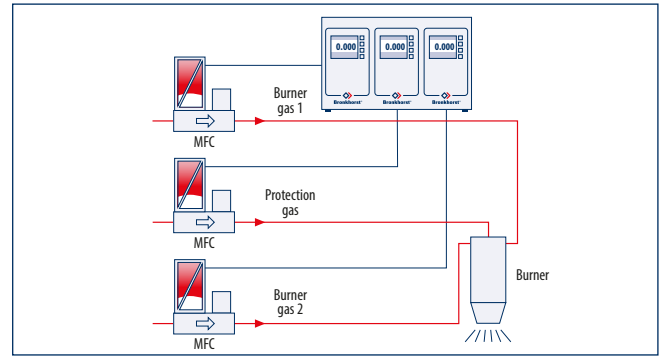 0.000 0.000 0.000
Bronkhorst® Bronkhorst® Bronkhorst®
Burner
gas 1
MFC
Protection
gas
MFC
Burner
Burner
gas 2
MFC